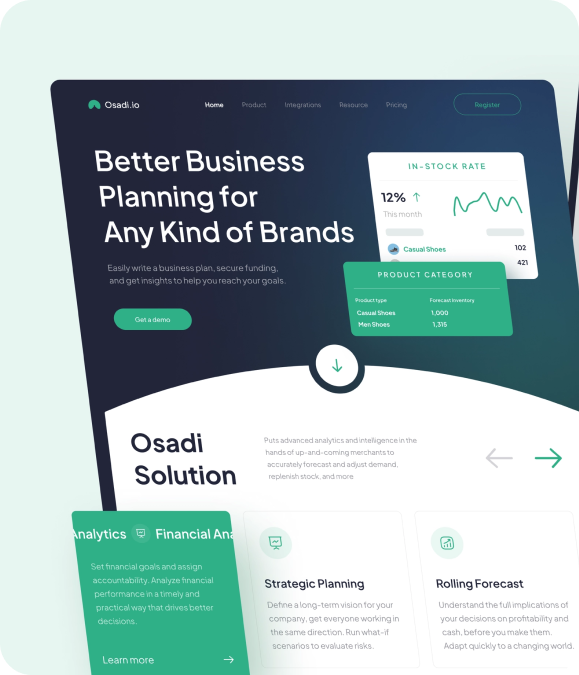 Osadi.io
Home Product Integrations Resource Pricing
Register
Better Business
Planning for
Any Kind of Brands
Easily write a business plan, secure funding,
and get insights to help you reach your goals.
Get a demo
IN-STOCK RATE
12%
This month
Casual Shoes 102
421
PRODUCT CATEGORY
Product type Forecast Inventory
Casual Shoes 1,000
Men Shoes 1,315
Osadi
Solution
Puts advanced analytics and intelligence in the
hands of up-and-coming merchants to
accurately forecast and adjust demand,
replenish stock, and more
Analytics Financial Ana
Set financial goals and assign
accountability. Analyze financial
performance in a timely and
practical way that drives better
decisions.
Learn more
Strategic Planning
Define a long-term vision for your
company, get everyone working in
the same direction. Run what-if
scenarios to evaluate risks.
Rolling Forecast
Understand the full implications of
your decisions on profitability and
cash, before you make them.
Adapt quickly to a changing world.